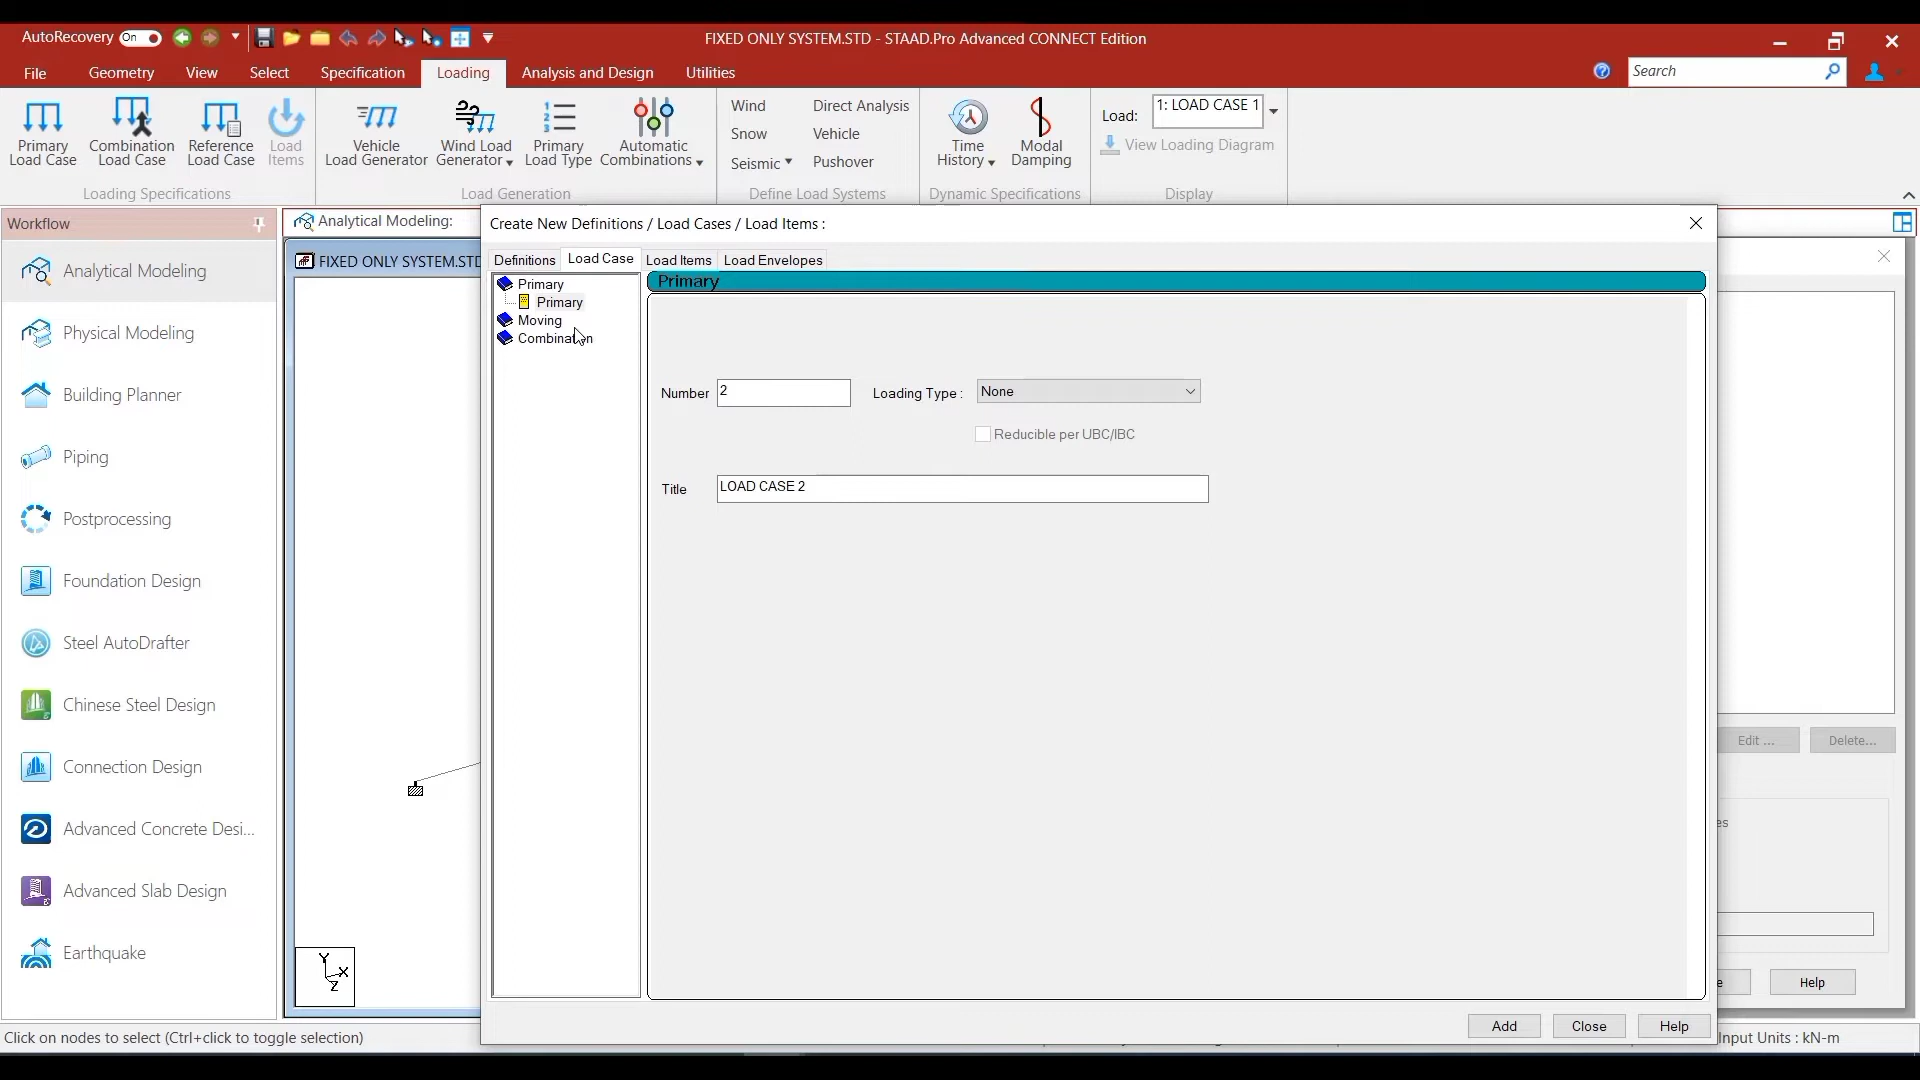 AutoRecovery On
FIXED ONLY SYSTEM.STD - STAAD.Pro Advanced CONNECT Edition
File Geometry View Select Specification Loading Analysis and Design Utilities
Search
Primary Load Case
Combination Load Case
Reference Load Case
Load Items
Loading Specifications
Vehicle Load Generator
Wind Load Generator
Primary Load Type
Automatic Combinations
Load Generation
Wind
Snow
Seismic
Direct Analysis
Vehicle
Pushover
Define Load Systems
Time History
Modal Damping
Dynamic Specifications
Load: 1: LOAD CASE 1
View Loading Diagram
Display
Workflow
Analytical Modeling
Physical Modeling
Building Planner
Piping
Postprocessing
Foundation Design
Steel AutoDrafter
Chinese Steel Design
Connection Design
Advanced Concrete Desi...
Advanced Slab Design
Earthquake
Analytical Modeling:
FIXED ONLY SYSTEM.STD
Y
X
Z
Create New Definitions / Load Cases / Load Items :
Definitions Load Case Load Items Load Envelopes
Primary
Primary
Moving
Combination
Primary
Number 2 Loading Type : None
Reducible per UBC/IBC
Title LOAD CASE 2
Add Close Help
Edit ... Delete...
es
e Help
Click on nodes to select (Ctrl+click to toggle selection)
Input Units : kN-m